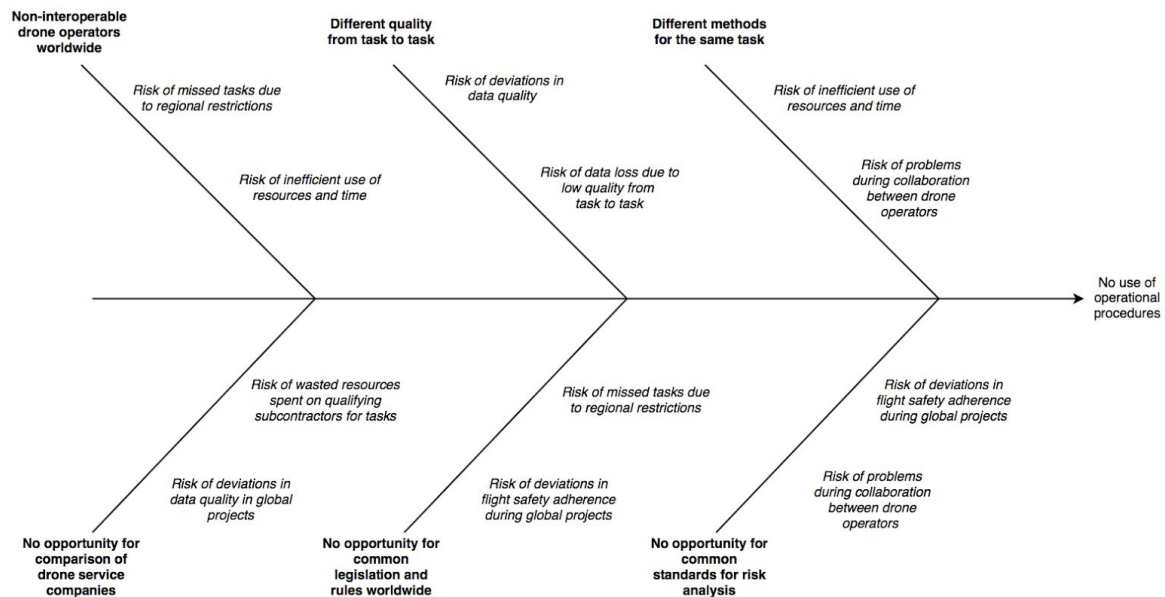 Non-interoperable
drone operators
worldwide
Different quality
from task to task
Different methods
for the same task
Risk of missed tasks due
to regional restrictions
Risk of deviations in
data quality
Risk of inefficient use of
resources and time
Risk of inefficient use of
resources and time
Risk of data loss due to
low quality from
task to task
Risk of problems
during collaboration
between drone
operators
No use of
operational
procedures
Risk of wasted resources
spent on qualifying
subcontractors for tasks
Risk of missed tasks due
to regional restrictions
Risk of deviations in
flight safety adherence
during global projects
Risk of deviations in
data quality in global
projects
Risk of deviations in
flight safety adherence
during global projects
Risk of problems
during collaboration
between drone
operators
No opportunity for
comparison of
drone service
companies
No opportunity for
common
legislation and
rules worldwide
No opportunity for
common
standards for risk
analysis